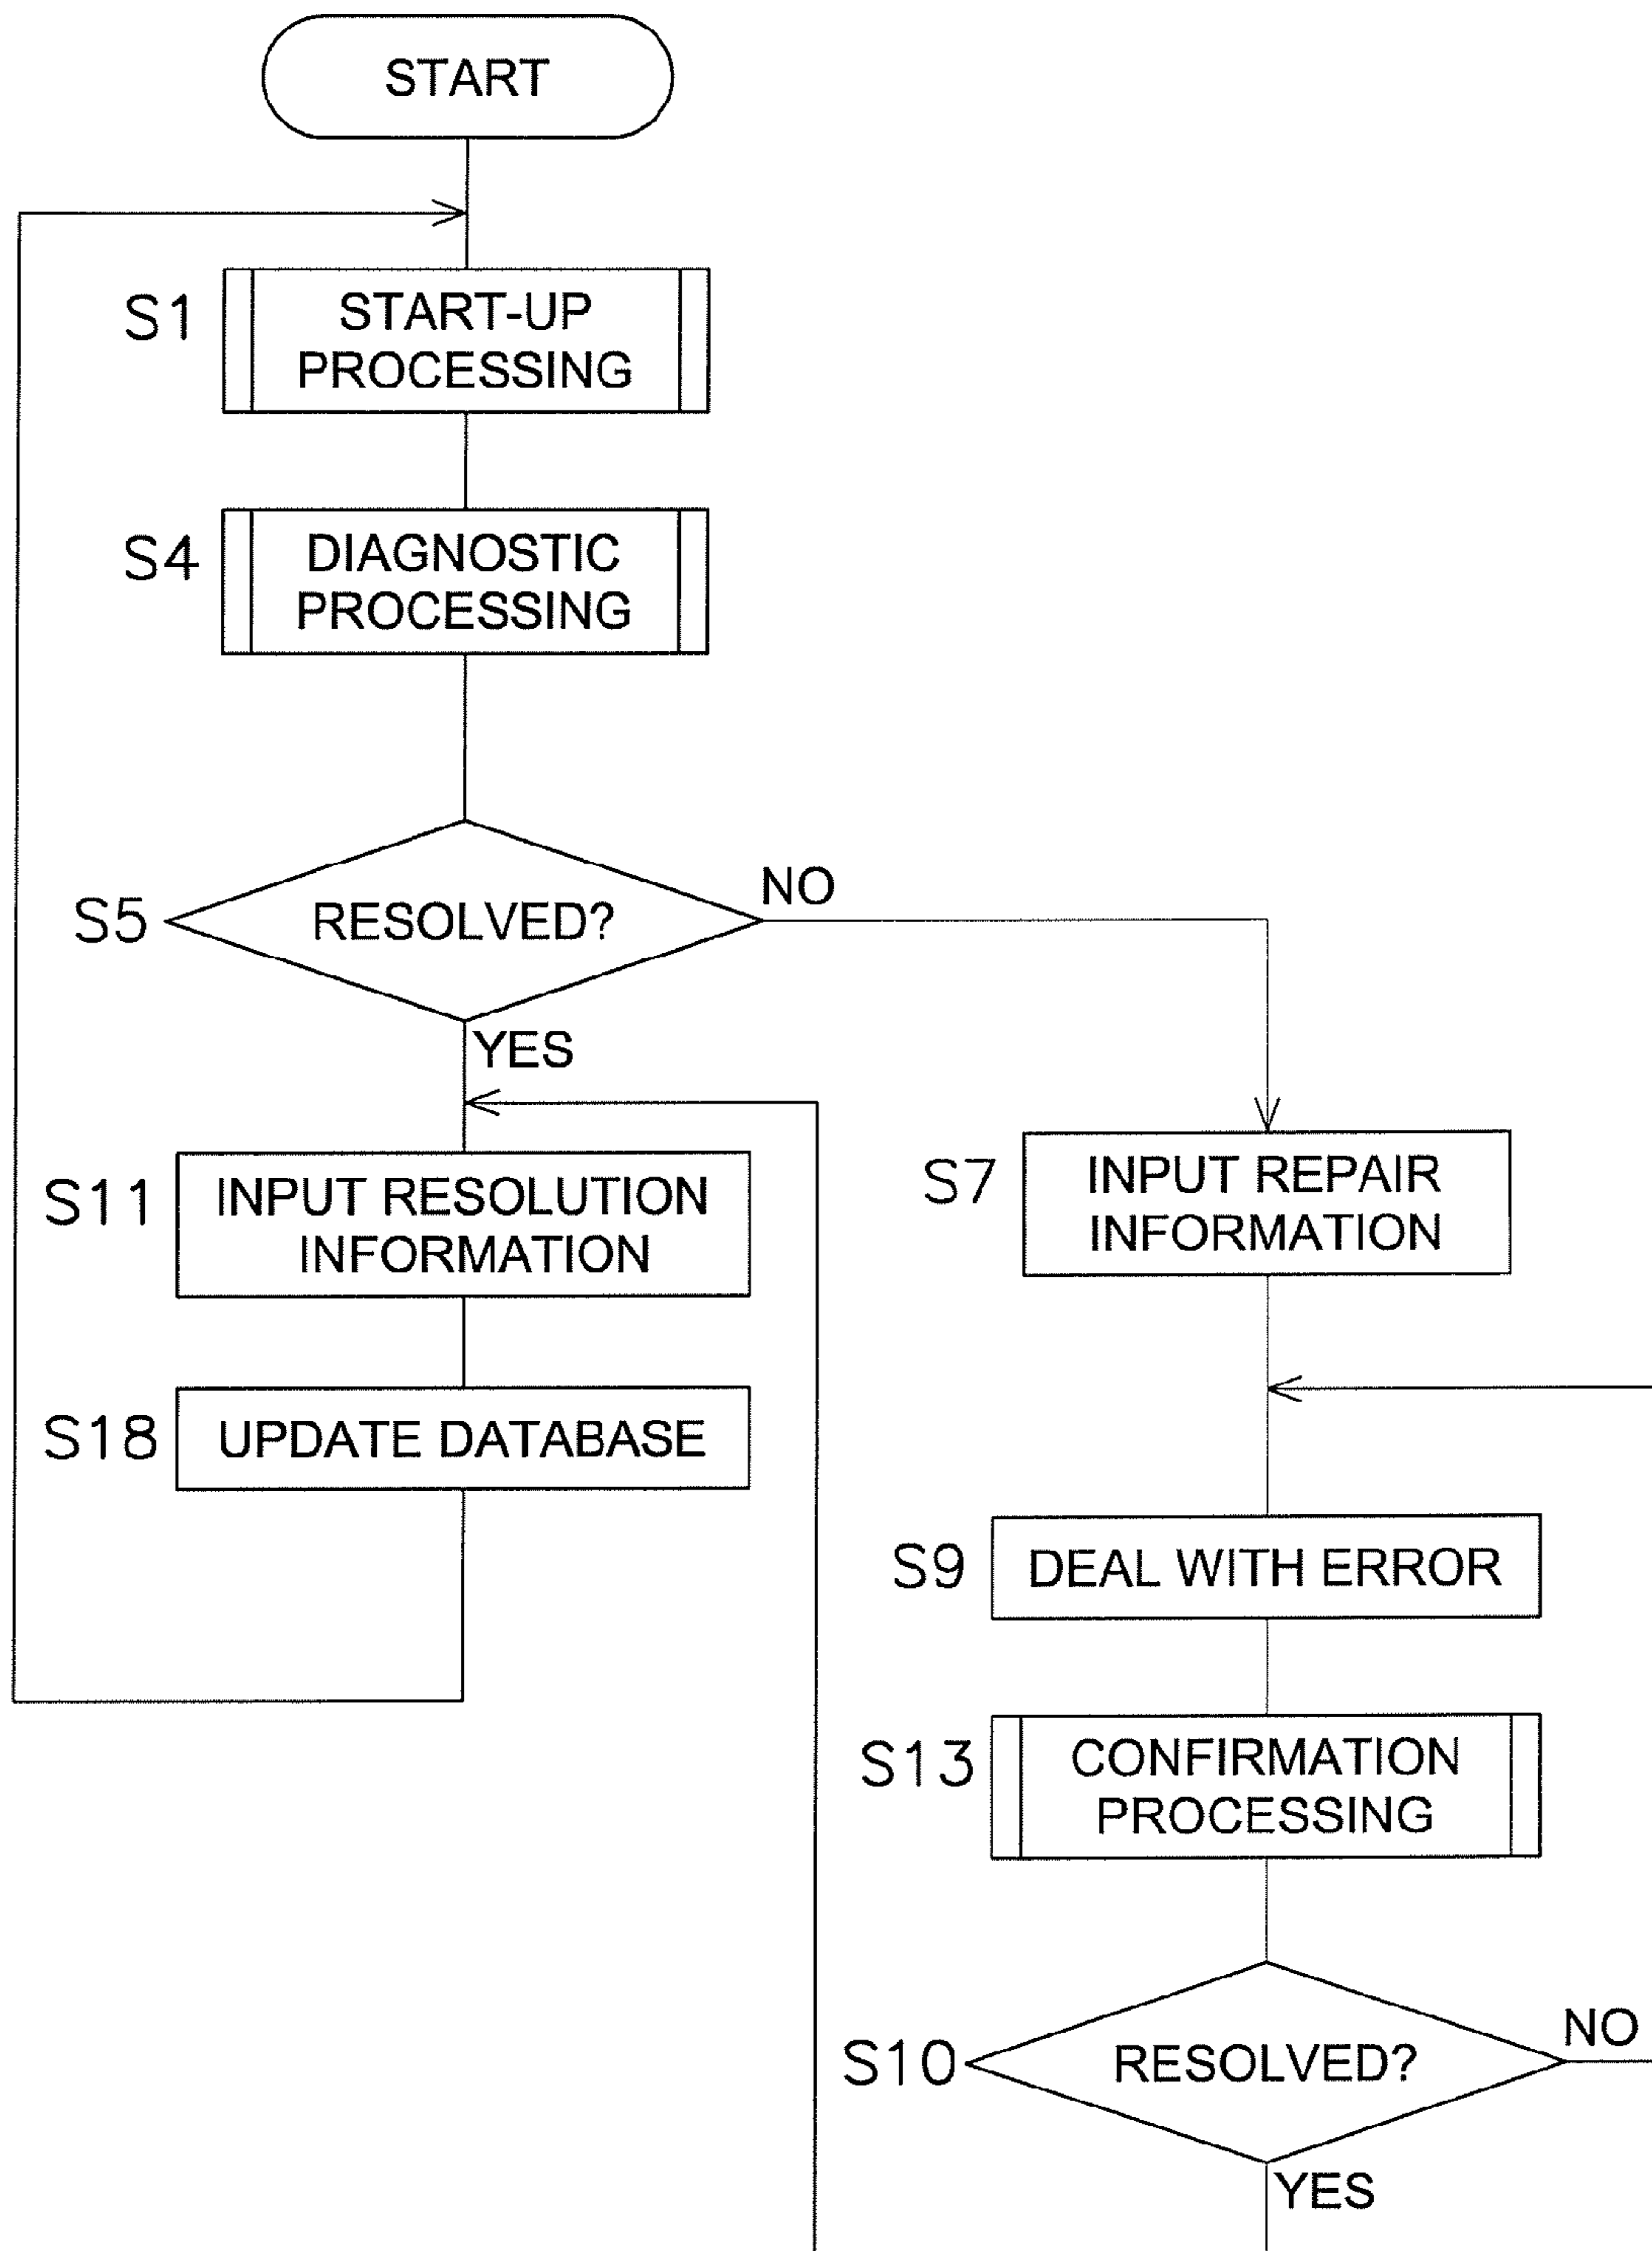 START
S1
START-UP
PROCESSING
S4
DIAGNOSTIC
PROCESSING
S5
RESOLVED?
NO
YES
S11
INPUT RESOLUTION
INFORMATION
S18
UPDATE DATABASE
S7
INPUT REPAIR
INFORMATION
S9
DEAL WITH ERROR
S13
CONFIRMATION
PROCESSING
S10
RESOLVED?
NO
YES